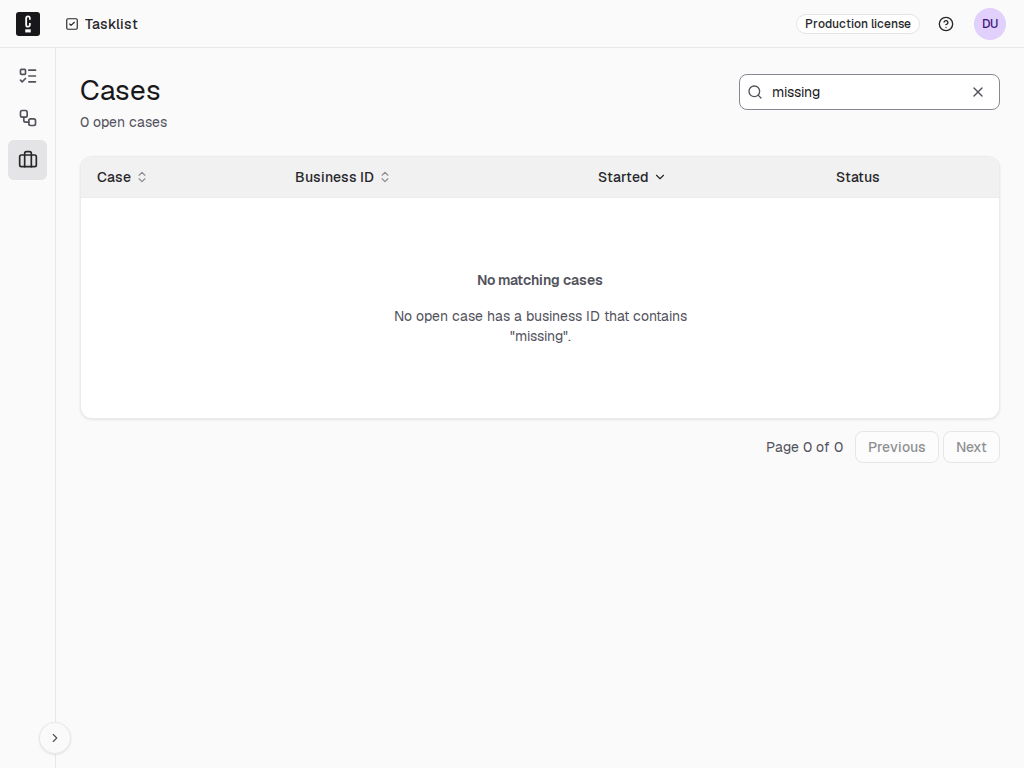 Tasklist
Production license
DU
Cases
missing
0 open cases
Case
Business ID
Started
Status
No matching cases
No open case has a business ID that contains
"missing".
Page 0 of 0
Previous
Next